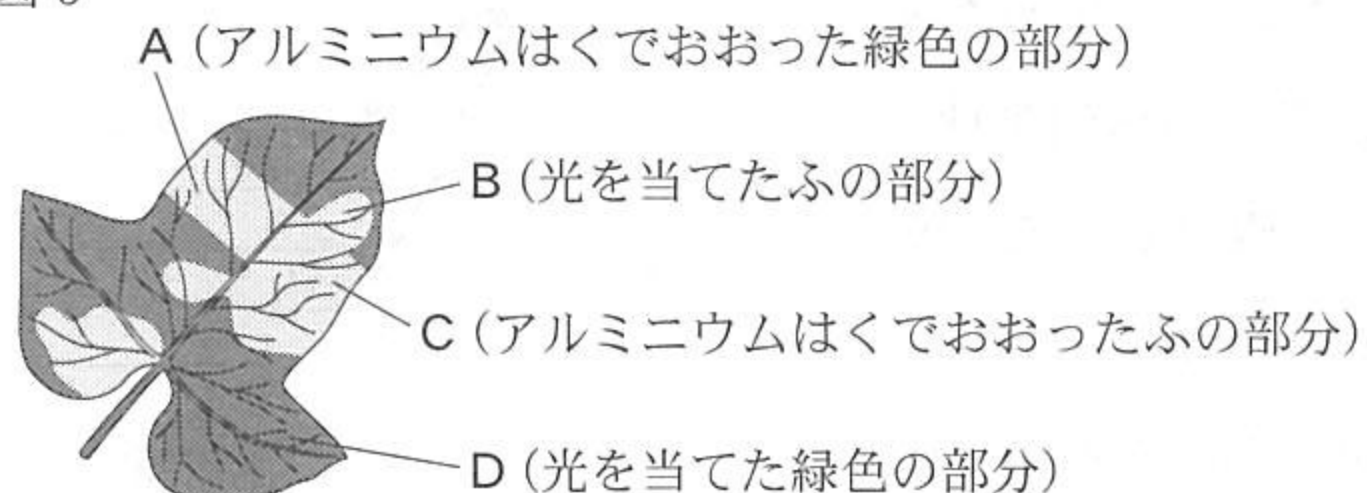 A（アルミニウムはくでおおった緑色の部分）
B（光を当てたふの部分）
C（アルミニウムはくでおおったふの部分）
D（光を当てた緑色の部分）